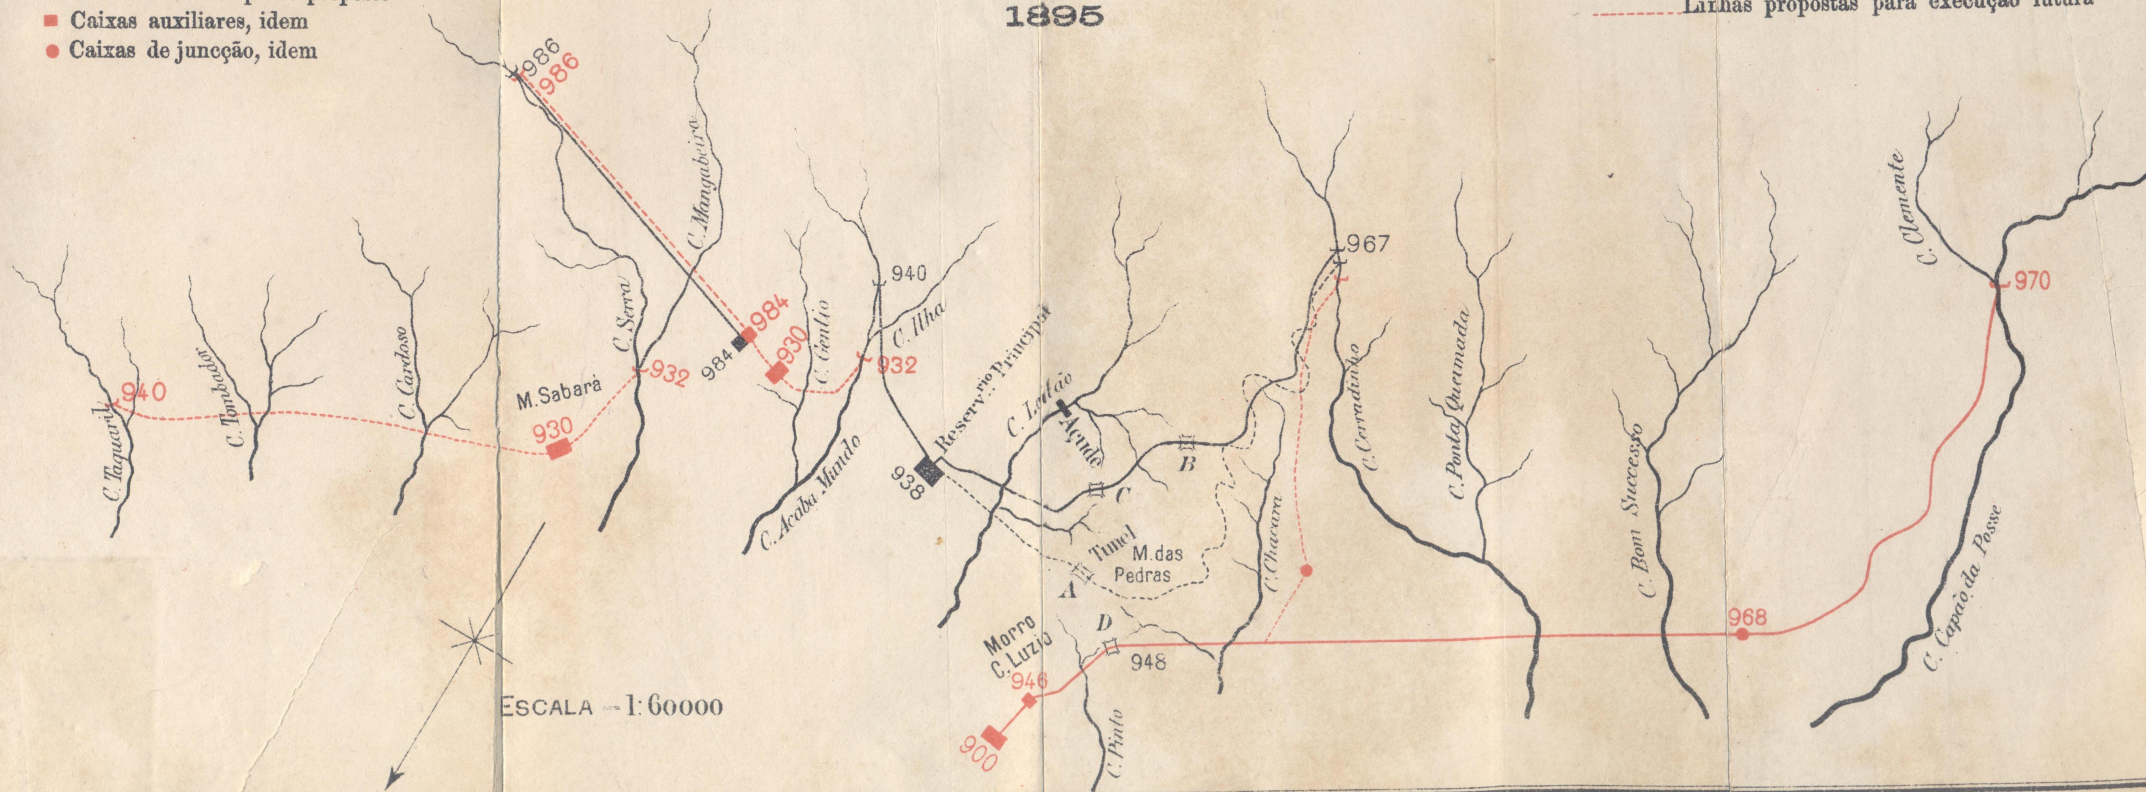 Caixas auxiliares, idem
Caixas de juncção, idem
1895
Linhas propostas para execução futura
986
986
C. Mangabeira
C. Clemente
967
970
940
C. Ilha
C. Serra
984
984
930
C. Gentio
932
932
Reserv.rio Principal
C. Leitão
Açude
C. Cerradinho
C. Ponta Queimada
C. Cardoso
C. Tombador
940
C. Taquaril
M. Sabará
930
938
C. Acaba Mundo
B
C
C. Bom Successo
C. Chacara
Tunel
M. das
Pedras
A
C. Capão da Posse
968
D
948
Morro
C. Luzio
946
900
C. Pinto
ESCALA = 1:60000